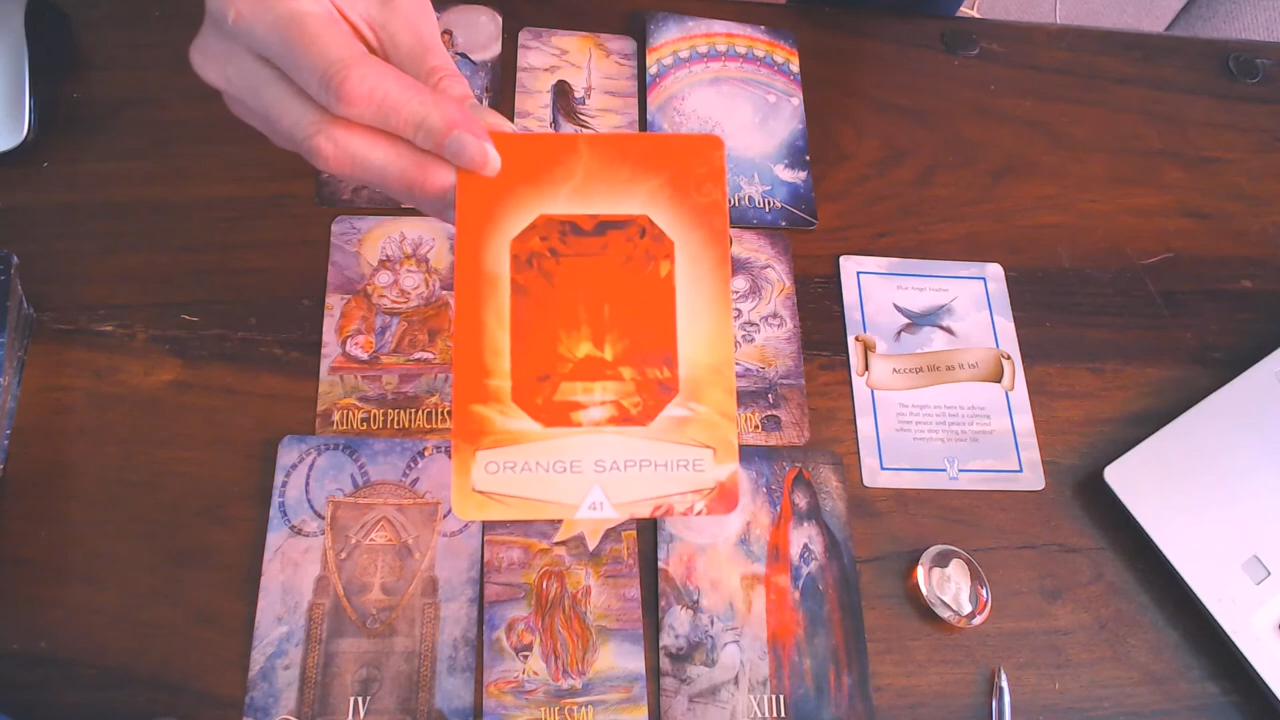 of Cups
Blue Angel Feather
Accept life as it is!
The Angels are here to advise
you that you will feel a calming
inner peace and peace of mind
when you stop trying to "control"
everything in your life
KING OF PENTACLES
ORDS
ORANGE SAPPHIRE
41
IV
THE STAR
XIII